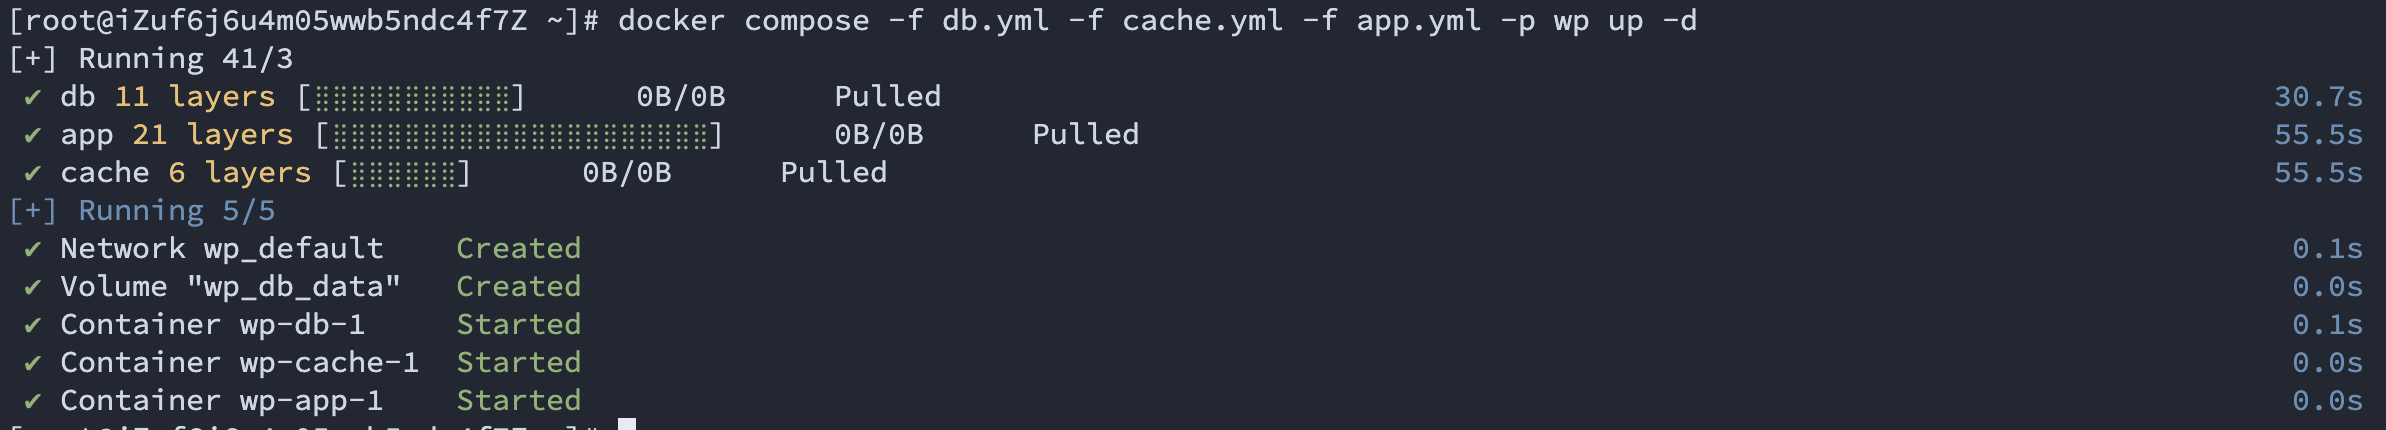 [root@iZuf6j6u4m05wwb5ndc4f7Z ~]# docker compose -f db.yml -f cache.yml -f app.yml -p wp up -d
[+] Running 41/3
✔ db 11 layers [⣿⣿⣿⣿⣿⣿⣿⣿⣿⣿⣿] 0B/0B Pulled 30.7s
✔ app 21 layers [⣿⣿⣿⣿⣿⣿⣿⣿⣿⣿⣿⣿⣿⣿⣿⣿⣿⣿⣿⣿⣿] 0B/0B Pulled 55.5s
✔ cache 6 layers [⣿⣿⣿⣿⣿⣿] 0B/0B Pulled 55.5s
[+] Running 5/5
✔ Network wp_default Created 0.1s
✔ Volume "wp_db_data" Created 0.0s
✔ Container wp-db-1 Started 0.1s
✔ Container wp-cache-1 Started 0.0s
✔ Container wp-app-1 Started 0.0s